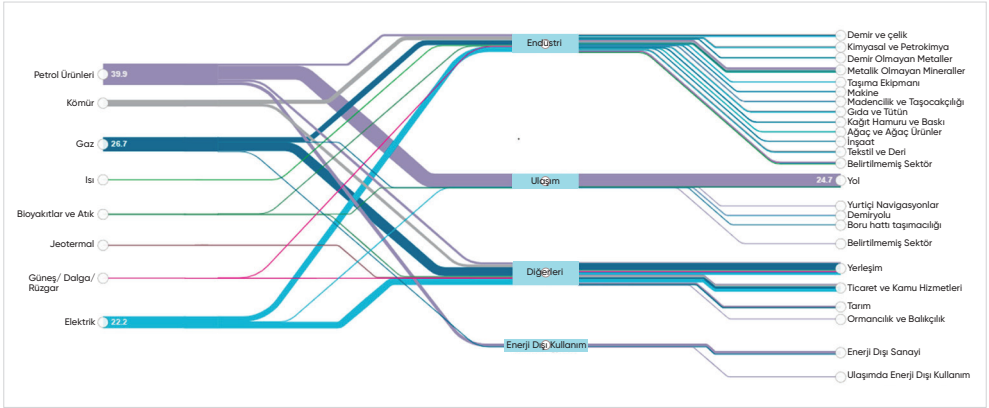 Petrol Ürünleri
39.9
Kömür
Gaz
26.7
Isı
Bioyakıtlar ve Atık
Jeotermal
Güneş/ Dalga/
Rüzgar
Elektrik
22.2
Endüstri
Ulaşım
Diğerleri
Enerji Dışı Kullanım
Demir ve çelik
Kimyasal ve Petrokimya
Demir Olmayan Metaller
Metalik Olmayan Mineraller
Taşıma Ekipmanı
Makine
Madencilik ve Taşocakçılığı
Gıda ve Tütün
Kağıt Hamuru ve Baskı
Ağaç ve Ağaç Ürünler
İnşaat
Tekstil ve Deri
Belirtilmemiş Sektör
24.7 Yol
Yurtiçi Navigasyonlar
Demiryolu
Boru hattı taşımacılığı
Belirtilmemiş Sektör
Yerleşim
Ticaret ve Kamu Hizmetleri
Tarım
Ormancılık ve Balıkçılık
Enerji Dışı Sanayi
Ulaşımda Enerji Dışı Kullanım